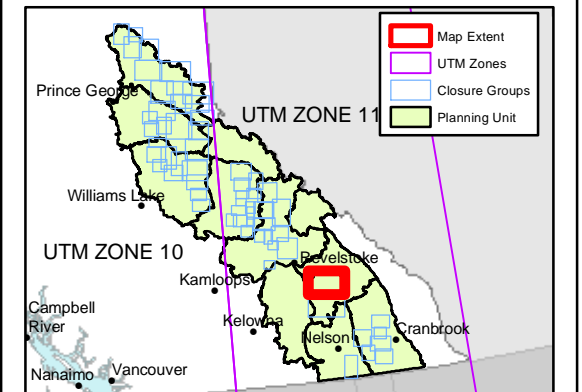 Map Extent
UTM Zones
Closure Groups
Planning Unit
Prince George
UTM ZONE 11
Williams Lake
UTM ZONE 10
Revelstoke
Kamloops
Campbell
River
Kelowna
Nelson
Cranbrook
Nanaimo
Vancouver